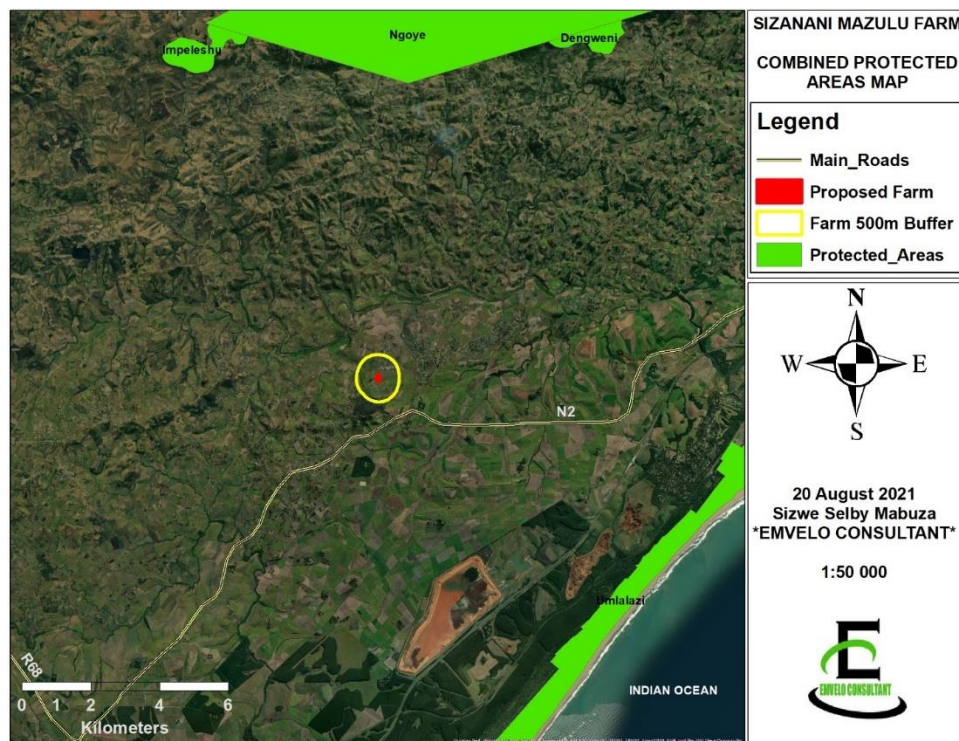 Ngoye
Impeleshu
Dengweni
N2
Umlalazi
R68
0 1 2 4 6
Kilometers
INDIAN OCEAN
SIZANANI MAZULU FARM
COMBINED PROTECTED
AREAS MAP
Legend
Main_Roads
Proposed Farm
Farm 500m Buffer
Protected_Areas
N
W E
S
20 August 2021
Sizwe Selby Mabuza
*EMVELO CONSULTANT*
1:50 000
E
EMVELO CONSULTANT